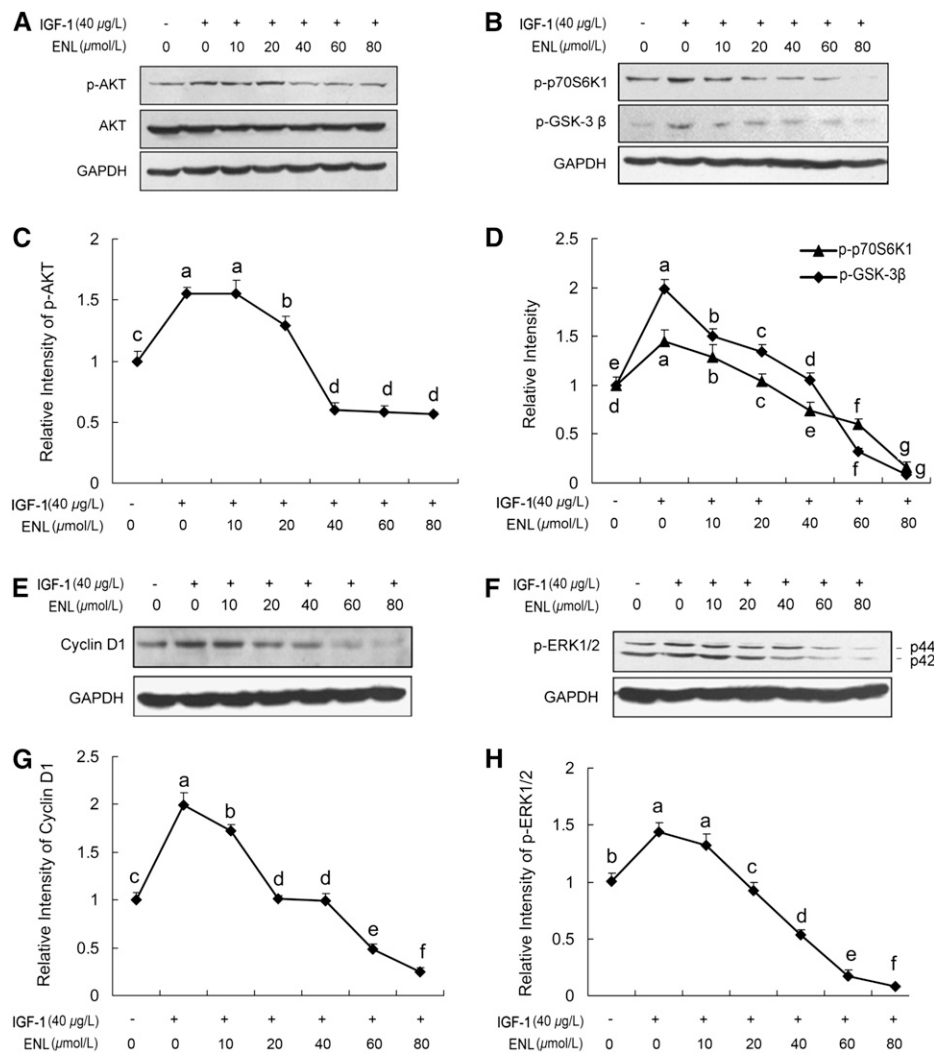 A
IGF-1 (40 µg/L) - + + + + + +
ENL (µmol/L) 0 0 10 20 40 60 80
p-AKT
AKT
GAPDH
B
IGF-1 (40 µg/L) - + + + + + +
ENL (µmol/L) 0 0 10 20 40 60 80
p-p70S6K1
p-GSK-3 β
GAPDH
C
Relative Intensity of p-AKT
2
1.5
1
0.5
0
c a a b d d d
IGF-1(40 µg/L) - + + + + + +
ENL (µmol/L) 0 0 10 20 40 60 80
D
Relative Intensity
2.5
2
1.5
1
0.5
0
p-p70S6K1
p-GSK-3β
e a b c d f g
d a b c e f g
IGF-1(40 µg/L) - + + + + + +
ENL (µmol/L) 0 0 10 20 40 60 80
E
IGF-1 (40 µg/L) - + + + + + +
ENL (µmol/L) 0 0 10 20 40 60 80
Cyclin D1
GAPDH
F
IGF-1 (40 µg/L) - + + + + + +
ENL (µmol/L) 0 0 10 20 40 60 80
p-ERK1/2
- p44
- p42
GAPDH
G
Relative Intensity of Cyclin D1
2.5
2
1.5
1
0.5
0
c a b d d e f
IGF-1(40 µg/L) - + + + + + +
ENL (µmol/L) 0 0 10 20 40 60 80
H
Relative Intensity of p-ERK1/2
2
1.5
1
0.5
0
b a a c d e f
IGF-1 (40 µg/L) - + + + + + +
ENL (µmol/L) 0 0 10 20 40 60 80